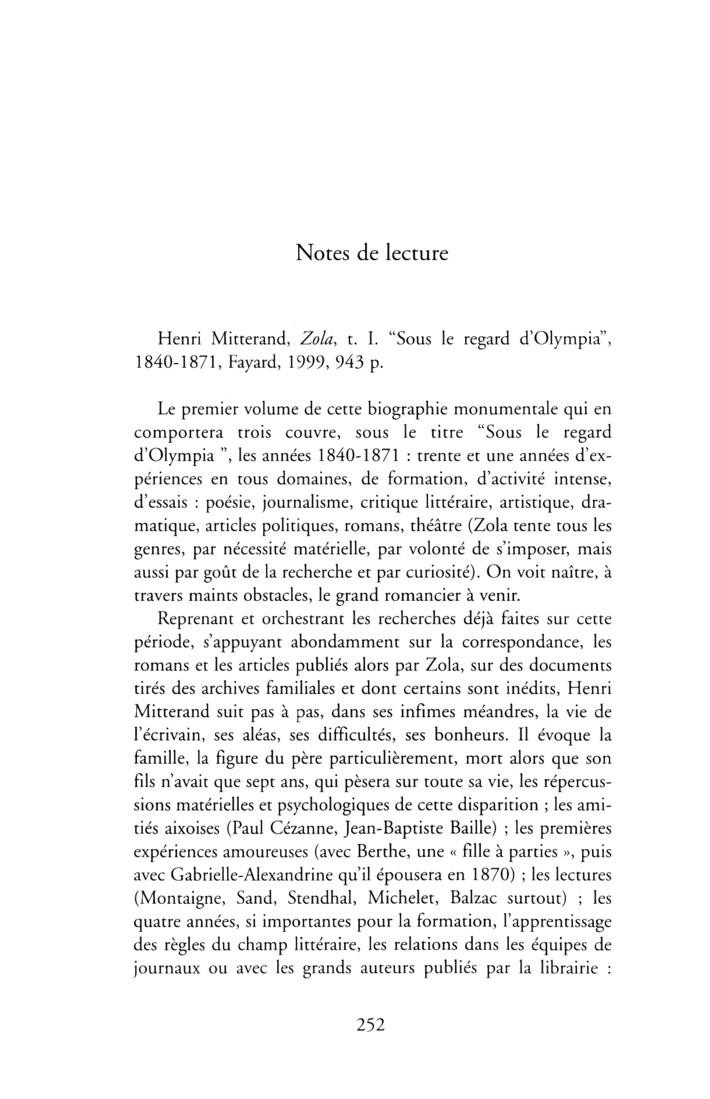 Notes de lecture
Henri Mitterand, Zola, t. I. “Sous le regard d’Olympia”,
1840-1871, Fayard, 1999, 943 p.
Le premier volume de cette biographie monumentale qui en
comportera trois couvre, sous le titre “Sous le regard
d’Olympia ”, les années 1840-1871 : trente et une années d’ex-
périences en tous domaines, de formation, d’activité intense,
d’essais : poésie, journalisme, critique littéraire, artistique, dra-
matique, articles politiques, romans, théâtre (Zola tente tous les
genres, par nécessité matérielle, par volonté de s’imposer, mais
aussi par goût de la recherche et par curiosité). On voit naître, à
travers maints obstacles, le grand romancier à venir.
Reprenant et orchestrant les recherches déjà faites sur cette
période, s’appuyant abondamment sur la correspondance, les
romans et les articles publiés alors par Zola, sur des documents
tirés des archives familiales et dont certains sont inédits, Henri
Mitterand suit pas à pas, dans ses infimes méandres, la vie de
l’écrivain, ses aléas, ses difficultés, ses bonheurs. Il évoque la
famille, la figure du père particulièrement, mort alors que son
fils n’avait que sept ans, qui pèsera sur toute sa vie, les répercus-
sions matérielles et psychologiques de cette disparition ; les ami-
tiés aixoises (Paul Cézanne, Jean-Baptiste Baille) ; les premières
expériences amoureuses (avec Berthe, une « fille à parties », puis
avec Gabrielle-Alexandrine qu’il épousera en 1870) ; les lectures
(Montaigne, Sand, Stendhal, Michelet, Balzac surtout) ; les
quatre années, si importantes pour la formation, l’apprentissage
des règles du champ littéraire, les relations dans les équipes de
journaux ou avec les grands auteurs publiés par la librairie :
252